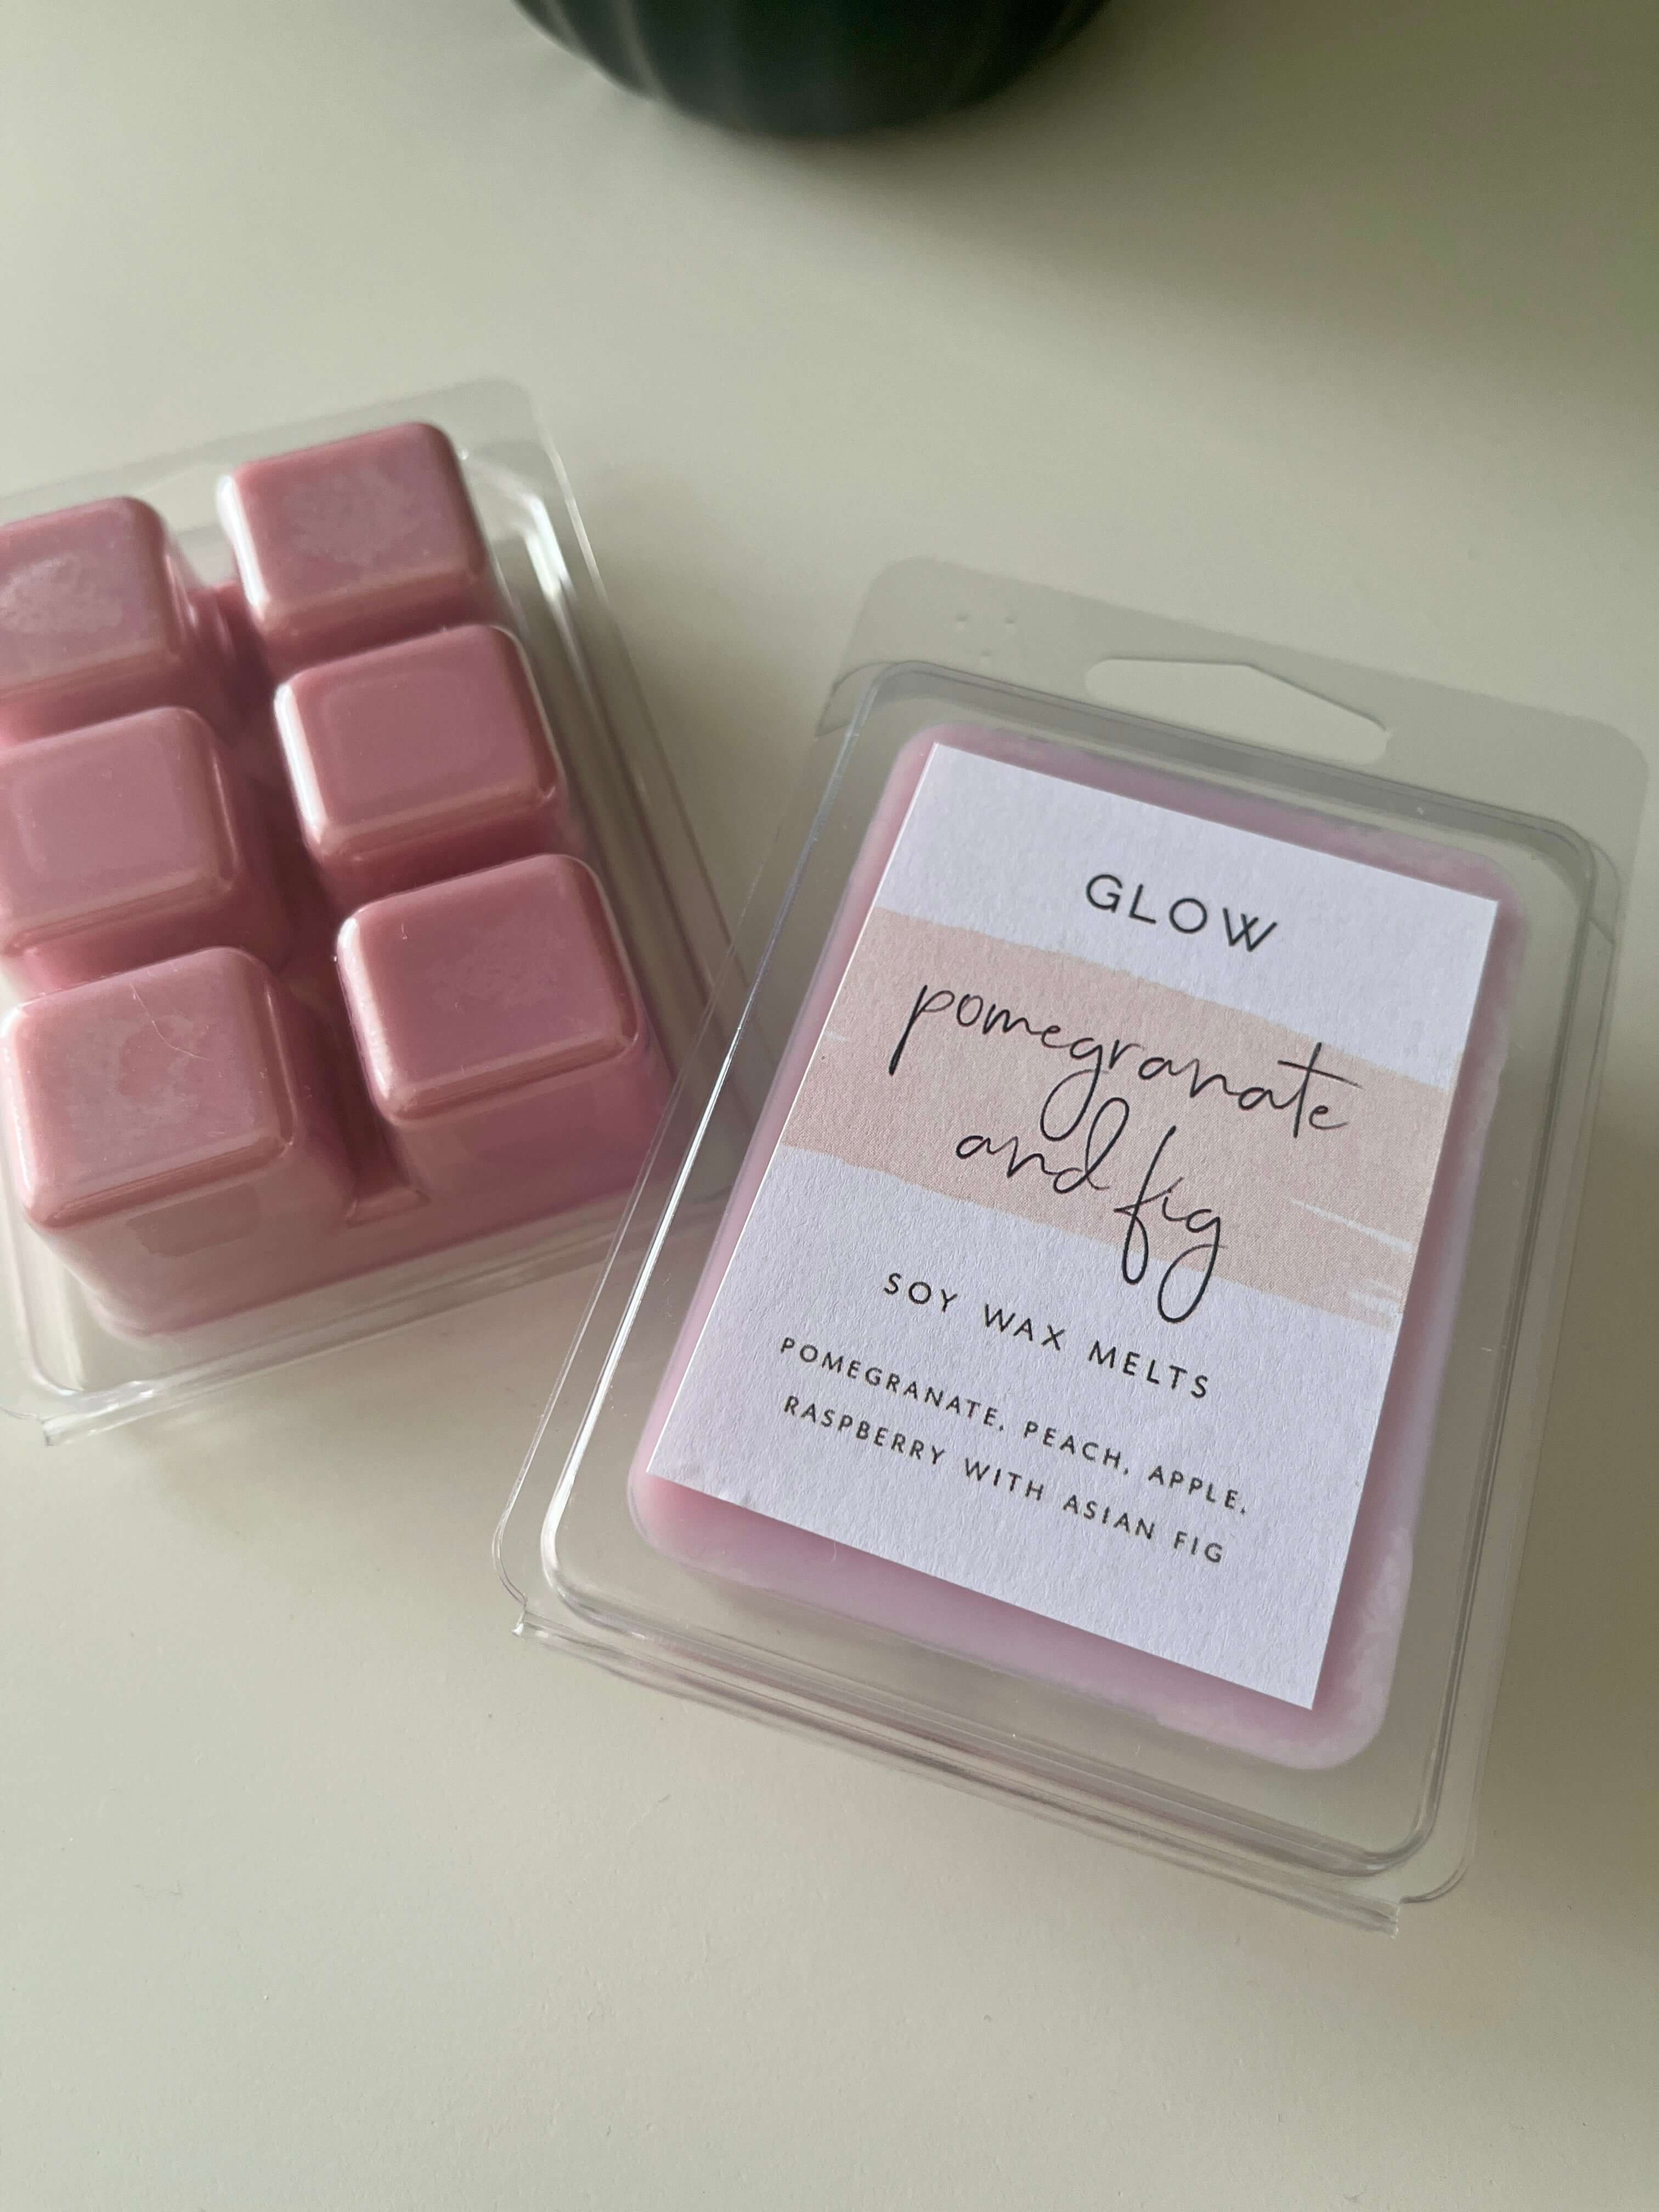 GLOW
pomegranate
and fig
SOY WAX MELTS
POMEGRANATE, PEACH, APPLE,
RASPBERRY WITH ASIAN FIG